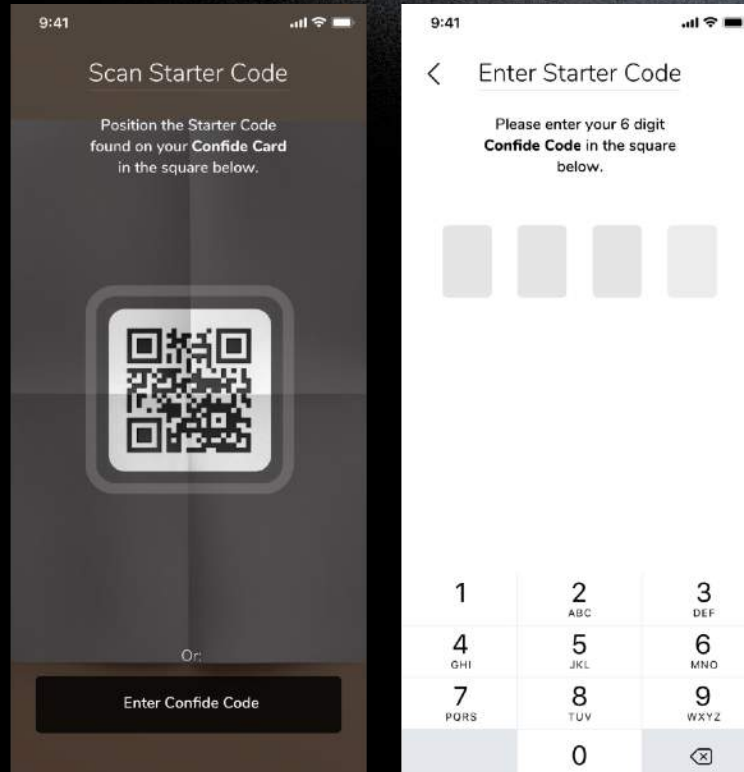 9:41
Scan Starter Code
Position the Starter Code
found on your Confide Card
in the square below.
Or:
Enter Confide Code
9:41
Enter Starter Code
Please enter your 6 digit
Confide Code in the square
below.
1
2
ABC
3
DEF
4
GHI
5
JKL
6
MNO
7
PQRS
8
TUV
9
WXYZ
0